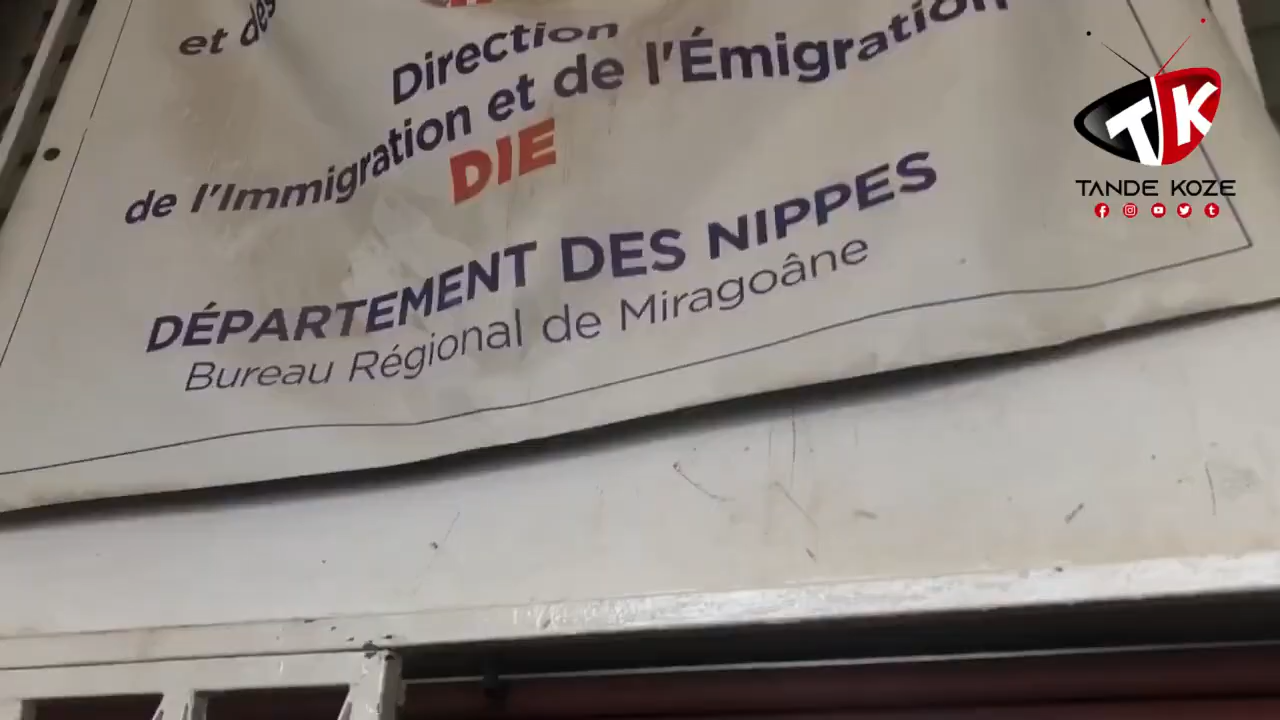 et des
Direction
de l'Immigration et de l'Émigration
DIE
DÉPARTEMENT DES NIPPES
Bureau Régional de Miragoâne
TK
TANDE KOZE